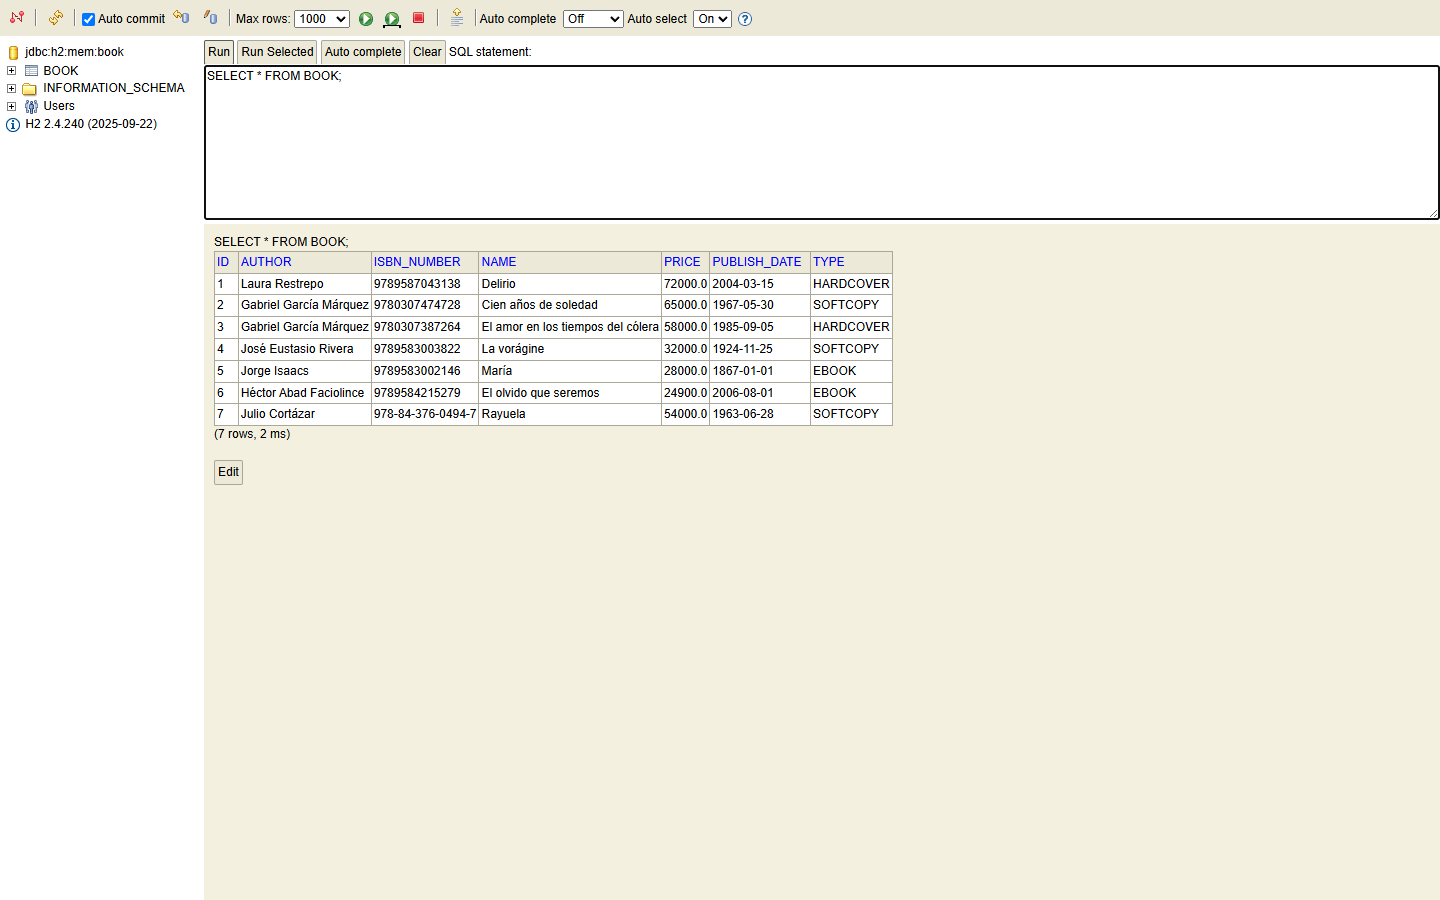 Auto commit Max rows: 1000 Auto complete Off Auto select On
jdbc:h2:mem:book
BOOK
INFORMATION_SCHEMA
Users
H2 2.4.240 (2025-09-22)
Run Run Selected Auto complete Clear SQL statement:
SELECT * FROM BOOK;
SELECT * FROM BOOK;
ID AUTHOR ISBN_NUMBER NAME PRICE PUBLISH_DATE TYPE
1 Laura Restrepo 9789587043138 Delirio 72000.0 2004-03-15 HARDCOVER
2 Gabriel García Márquez 9780307474728 Cien años de soledad 65000.0 1967-05-30 SOFTCOPY
3 Gabriel García Márquez 9780307387264 El amor en los tiempos del cólera 58000.0 1985-09-05 HARDCOVER
4 José Eustasio Rivera 9789583003822 La vorágine 32000.0 1924-11-25 SOFTCOPY
5 Jorge Isaacs 9789583002146 María 28000.0 1867-01-01 EBOOK
6 Héctor Abad Faciolince 9789584215279 El olvido que seremos 24900.0 2006-08-01 EBOOK
7 Julio Cortázar 978-84-376-0494-7 Rayuela 54000.0 1963-06-28 SOFTCOPY
(7 rows, 2 ms)
Edit